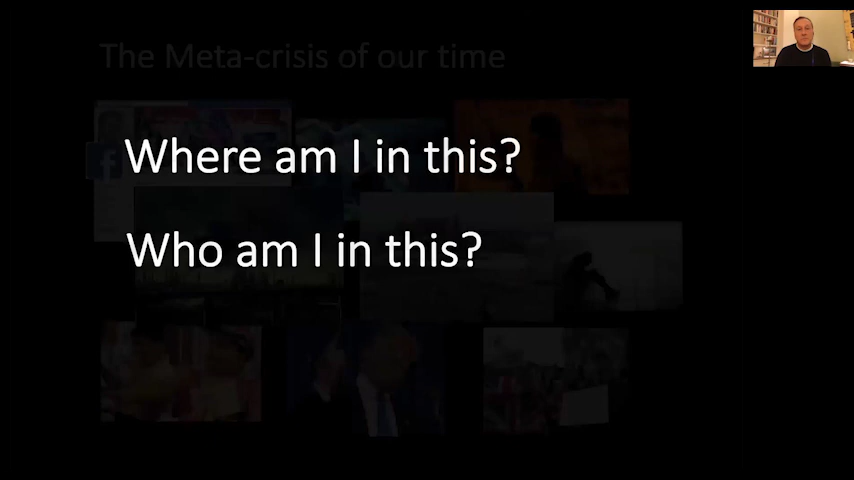 The Meta-crisis of our time
f
Where am I in this?
Who am I in this?